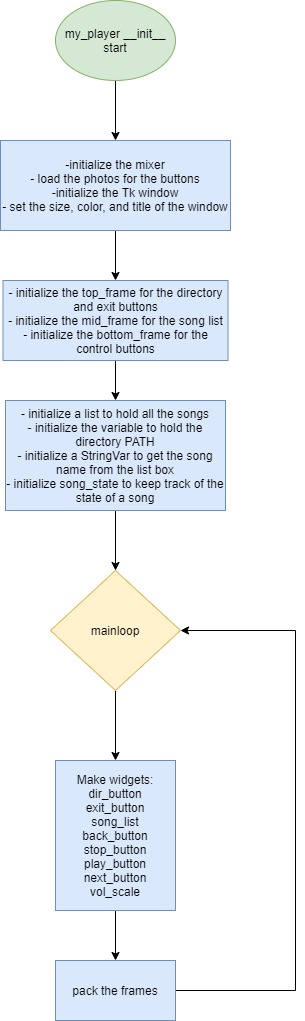 my_player __init__
start
-initialize the mixer
- load the photos for the buttons
-initialize the Tk window
- set the size, color, and title of the window
- initialize the top_frame for the directory
and exit buttons
- initialize the mid_frame for the song list
- initialize the bottom_frame for the
control buttons
- initialize a list to hold all the songs
- initialize the variable to hold the
directory PATH
- initialize a StringVar to get the song
name from the list box
- initialize song_state to keep track of the
state of a song
mainloop
Make widgets:
dir_button
exit_button
song_list
back_button
stop_button
play_button
next_button
vol_scale
pack the frames